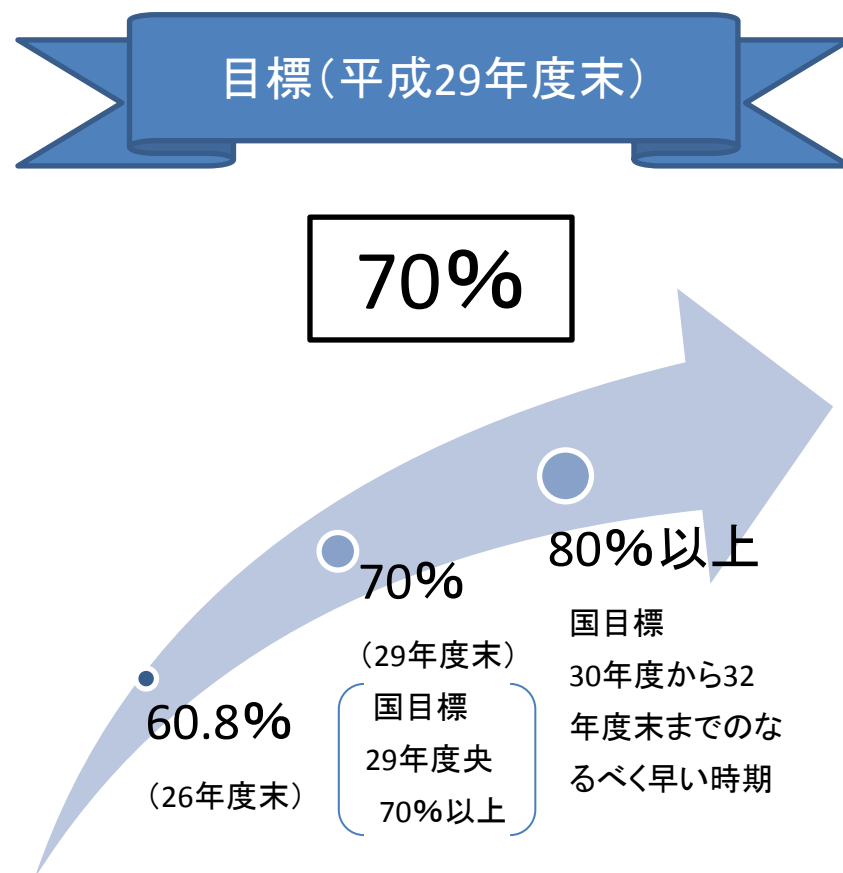 目標(平成29年度末)
70%
60.8%
(26年度末)
70%
(29年度末)
国目標
29年度央
70%以上
80%以上
国目標
30年度から32
年度末までのな
るべく早い時期